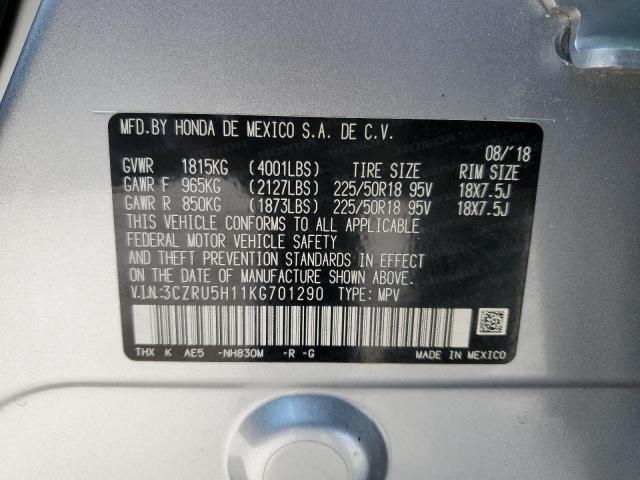 MFD.BY HONDA DE MEXICO S.A. DE C.V.
08/'18
GVWR 1815KG (4001LBS) TIRE SIZE RIM SIZE
GAWR F 965KG (2127LBS) 225/50R18 95V 18X7.5J
GAWR R 850KG (1873LBS) 225/50R18 95V 18X7.5J
THIS VEHICLE CONFORMS TO ALL APPLICABLE
FEDERAL MOTOR VEHICLE SAFETY
AND THEFT PREVENTION STANDARDS IN EFFECT
ON THE DATE OF MANUFACTURE SHOWN ABOVE.
V.I.N:3CZRU5H11KG701290 TYPE: MPV
THX K AE5 -NH830M -R -G MADE IN MEXICO